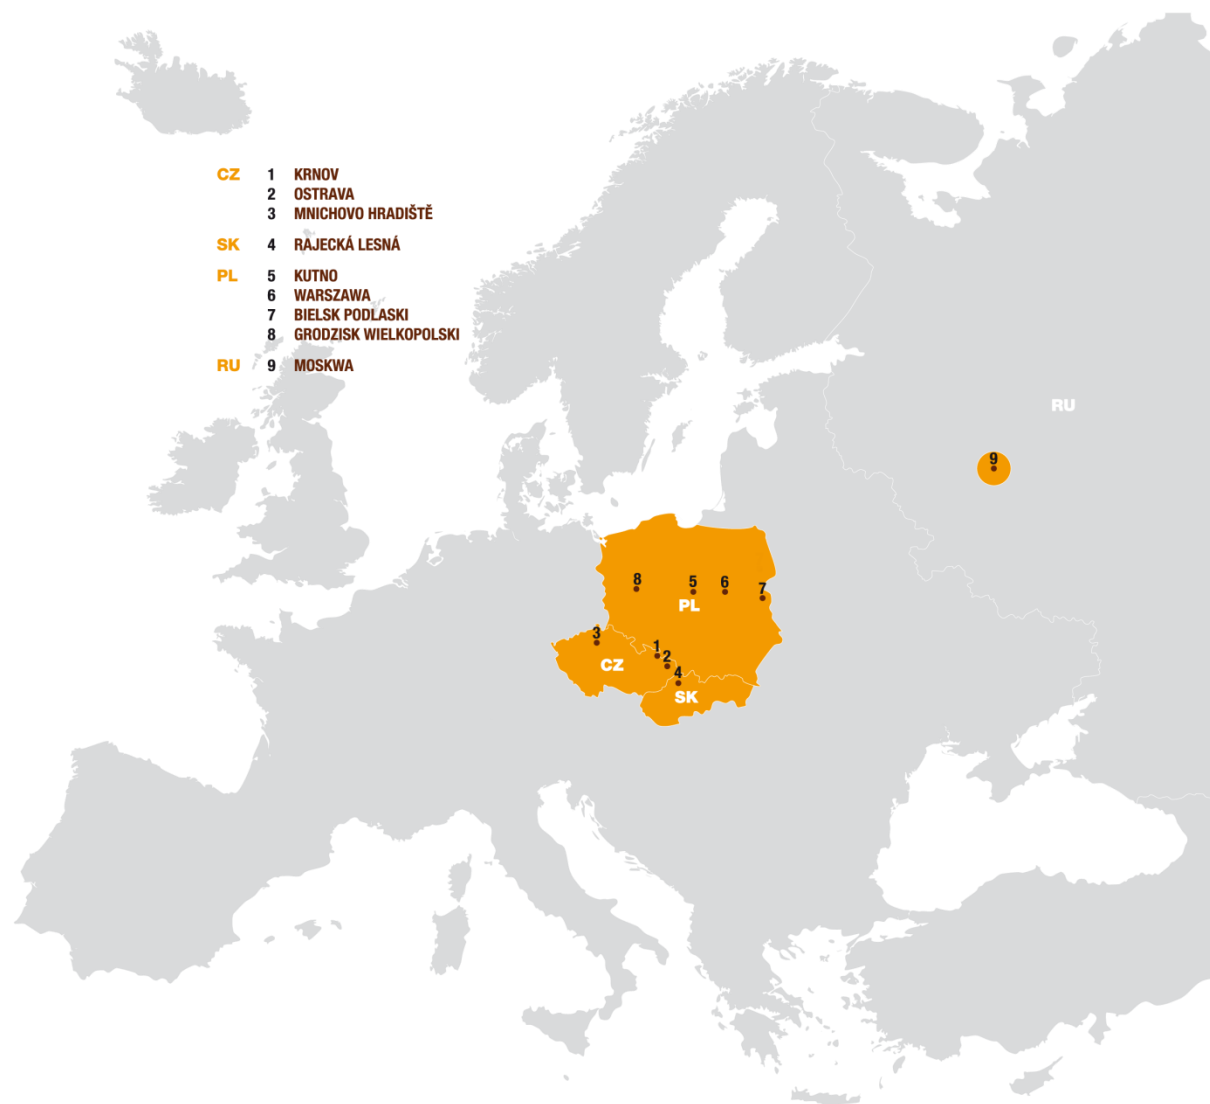 CZ 1 KRNOV
2 OSTRAVA
3 MNICHOVO HRADIŠTĚ
SK 4 RAJECKÁ LESNÁ
PL 5 KUTNO
6 WARSZAWA
7 BIELSK PODLASKI
8 GRODZISK WIELKOPOLSKI
RU 9 MOSKWA
RU
9
8 5 6 7
PL
3 1
2
CZ
4
SK